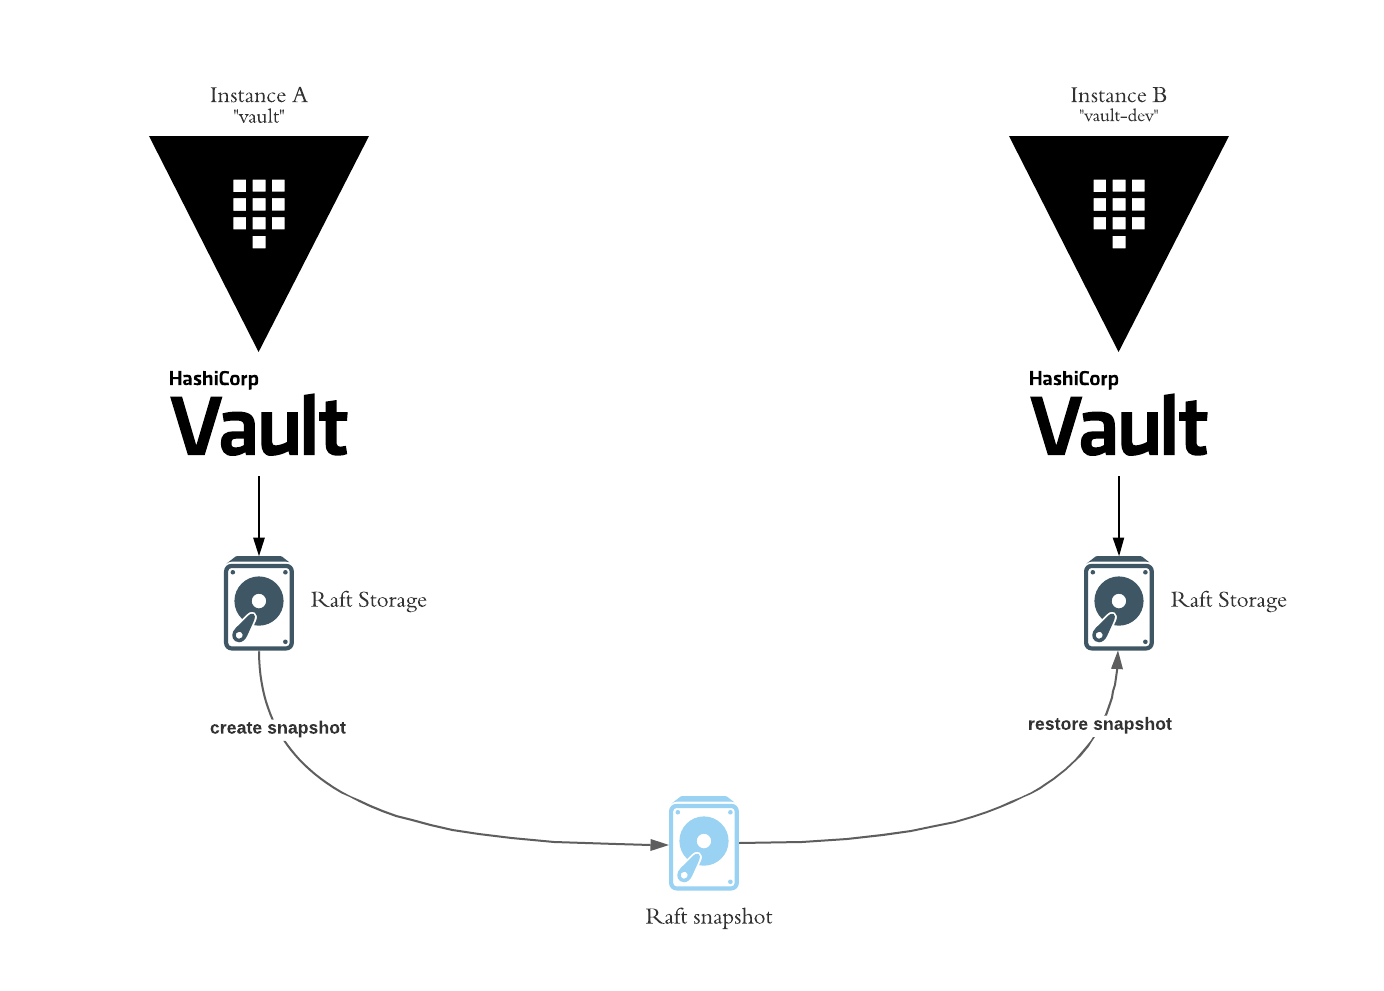 Instance A
"vault"
Instance B
"vault-dev"
HashiCorp
Vault
HashiCorp
Vault
Raft Storage
Raft Storage
create snapshot
restore snapshot
Raft snapshot